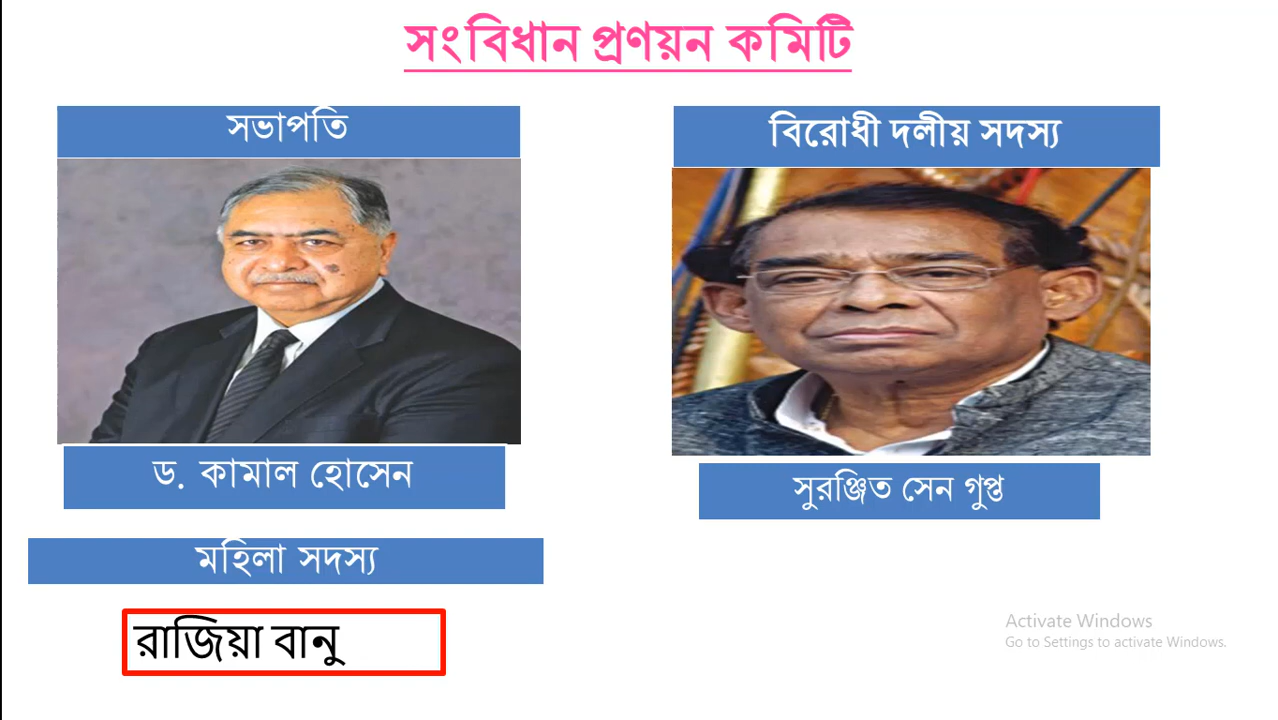 সংবিধান প্রণয়ন কমিটি
সভাপতি
ড. কামাল হোসেন
বিরোধী দলীয় সদস্য
সুরঞ্জিত সেন গুপ্ত
মহিলা সদস্য
রাজিয়া বানু
Activate Windows
Go to Settings to activate Windows.